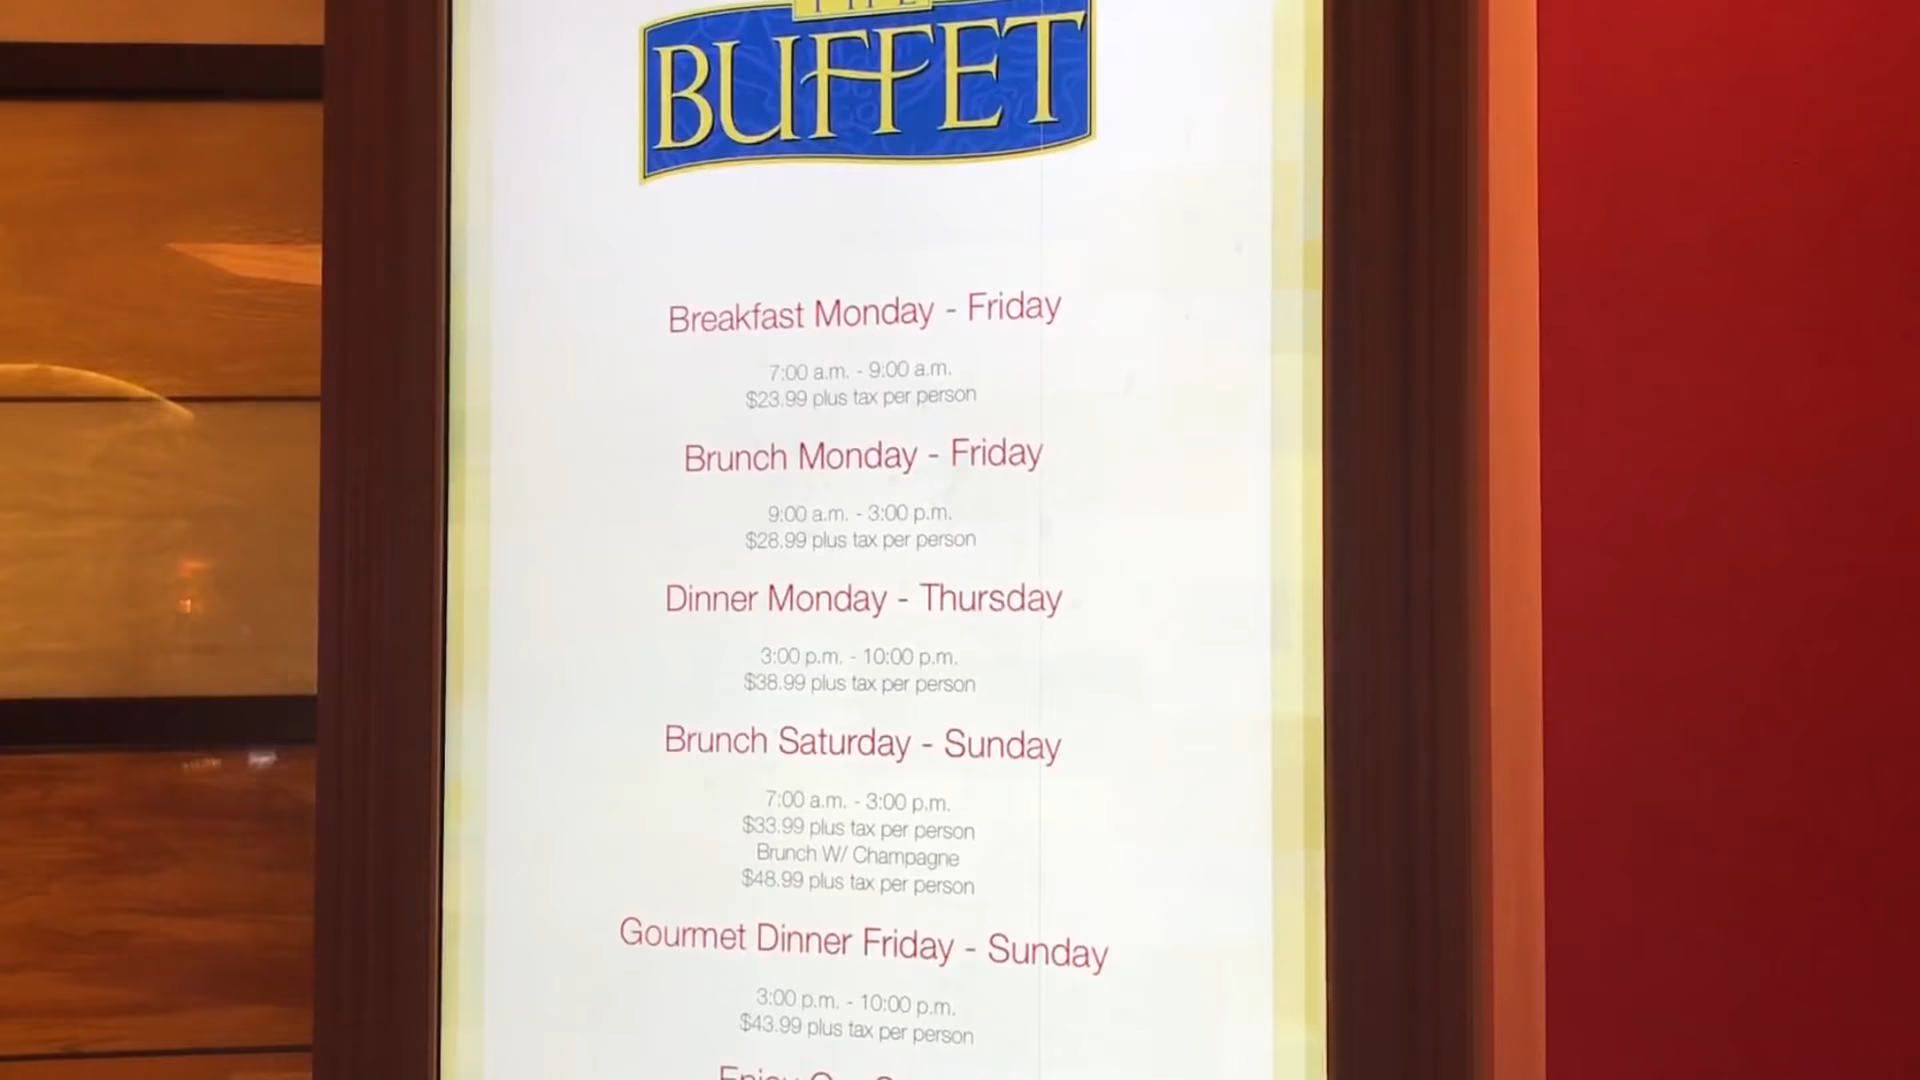 THE
BUFFET
Breakfast Monday - Friday
7:00 a.m. - 9:00 a.m.
$23.99 plus tax per person
Brunch Monday - Friday
9:00 a.m. - 3:00 p.m.
$28.99 plus tax per person
Dinner Monday - Thursday
3:00 p.m. - 10:00 p.m.
$38.99 plus tax per person
Brunch Saturday - Sunday
7:00 a.m. - 3:00 p.m.
$33.99 plus tax per person
Brunch W/ Champagne
$48.99 plus tax per person
Gourmet Dinner Friday - Sunday
3:00 p.m. - 10:00 p.m.
$43.99 plus tax per person
Enjoy